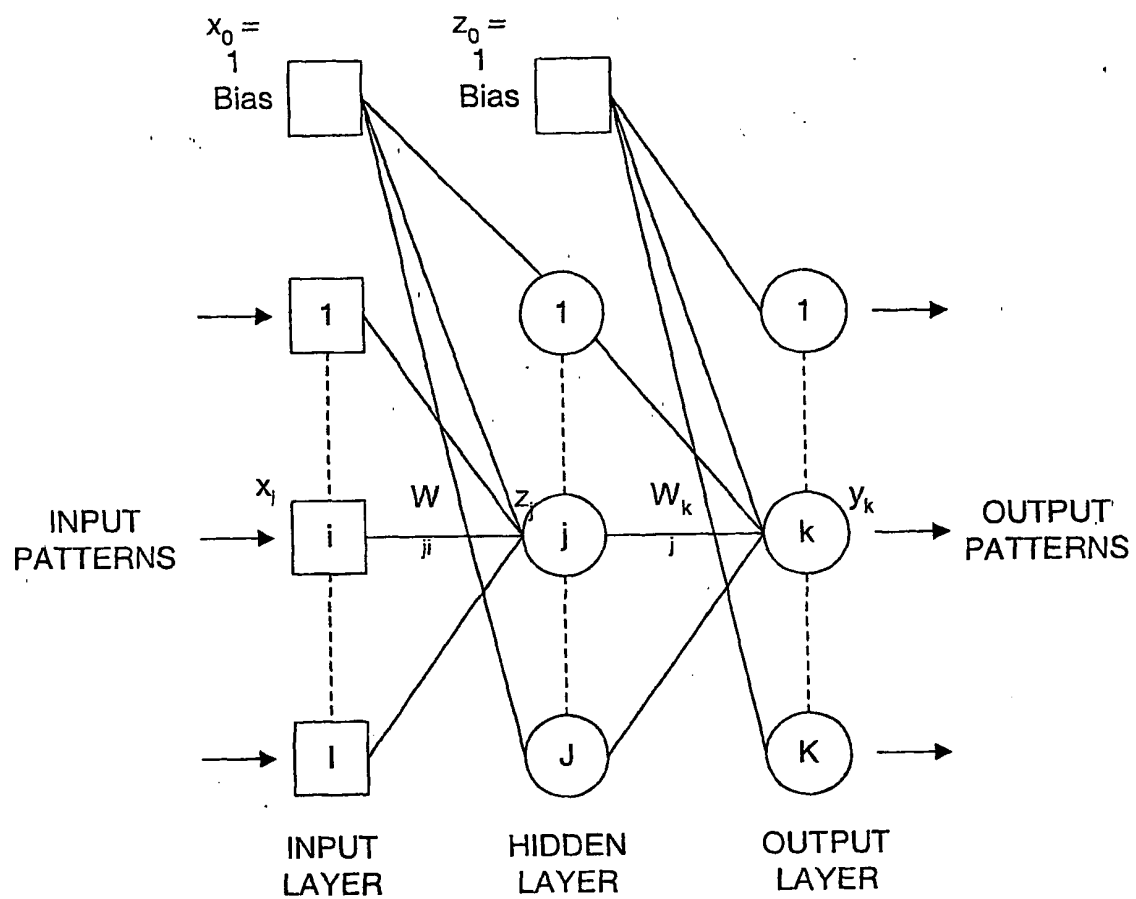 x₀ =
1
Bias
z₀ =
1
Bias
1
1
1
xᵢ
W
zⱼ
Wₖ
yₖ
INPUT
PATTERNS
i
ji
j
j
k
OUTPUT
PATTERNS
I
J
K
INPUT
LAYER
HIDDEN
LAYER
OUTPUT
LAYER